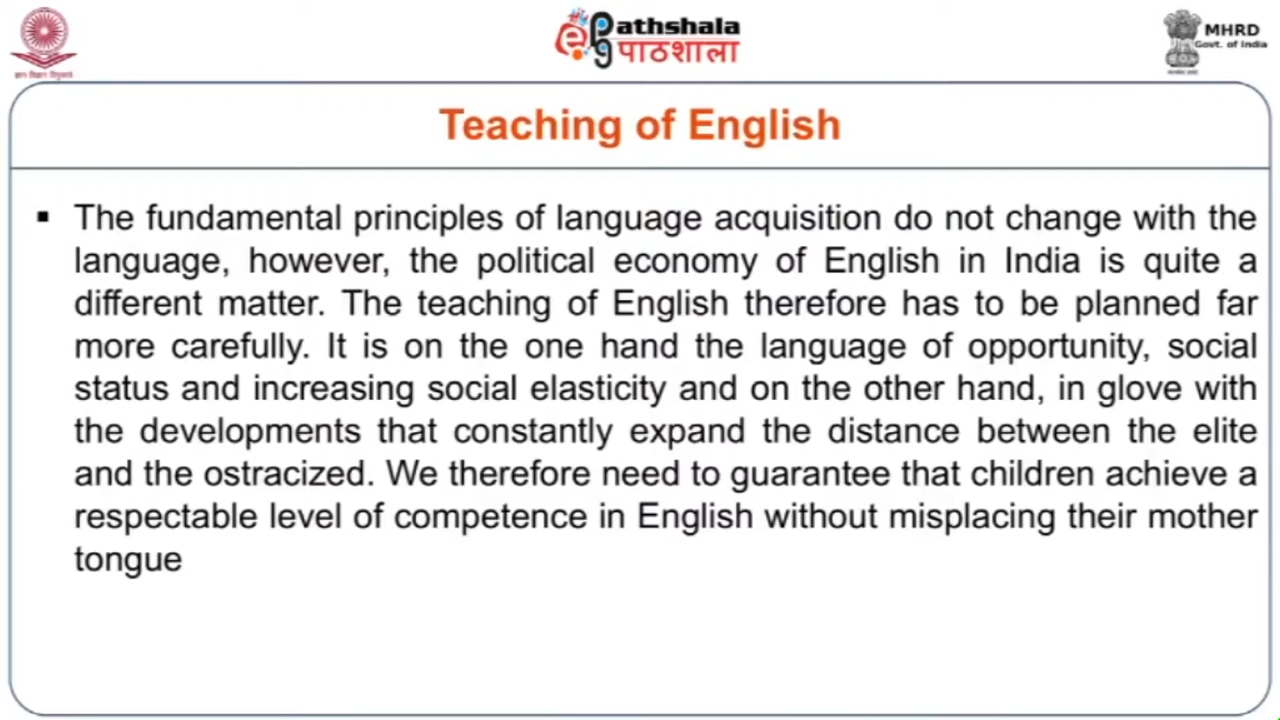 ePathshala
पाठशाला
MHRD
Govt. of India
Teaching of English
▪ The fundamental principles of language acquisition do not change with the
language, however, the political economy of English in India is quite a
different matter. The teaching of English therefore has to be planned far
more carefully. It is on the one hand the language of opportunity, social
status and increasing social elasticity and on the other hand, in glove with
the developments that constantly expand the distance between the elite
and the ostracized. We therefore need to guarantee that children achieve a
respectable level of competence in English without misplacing their mother
tongue